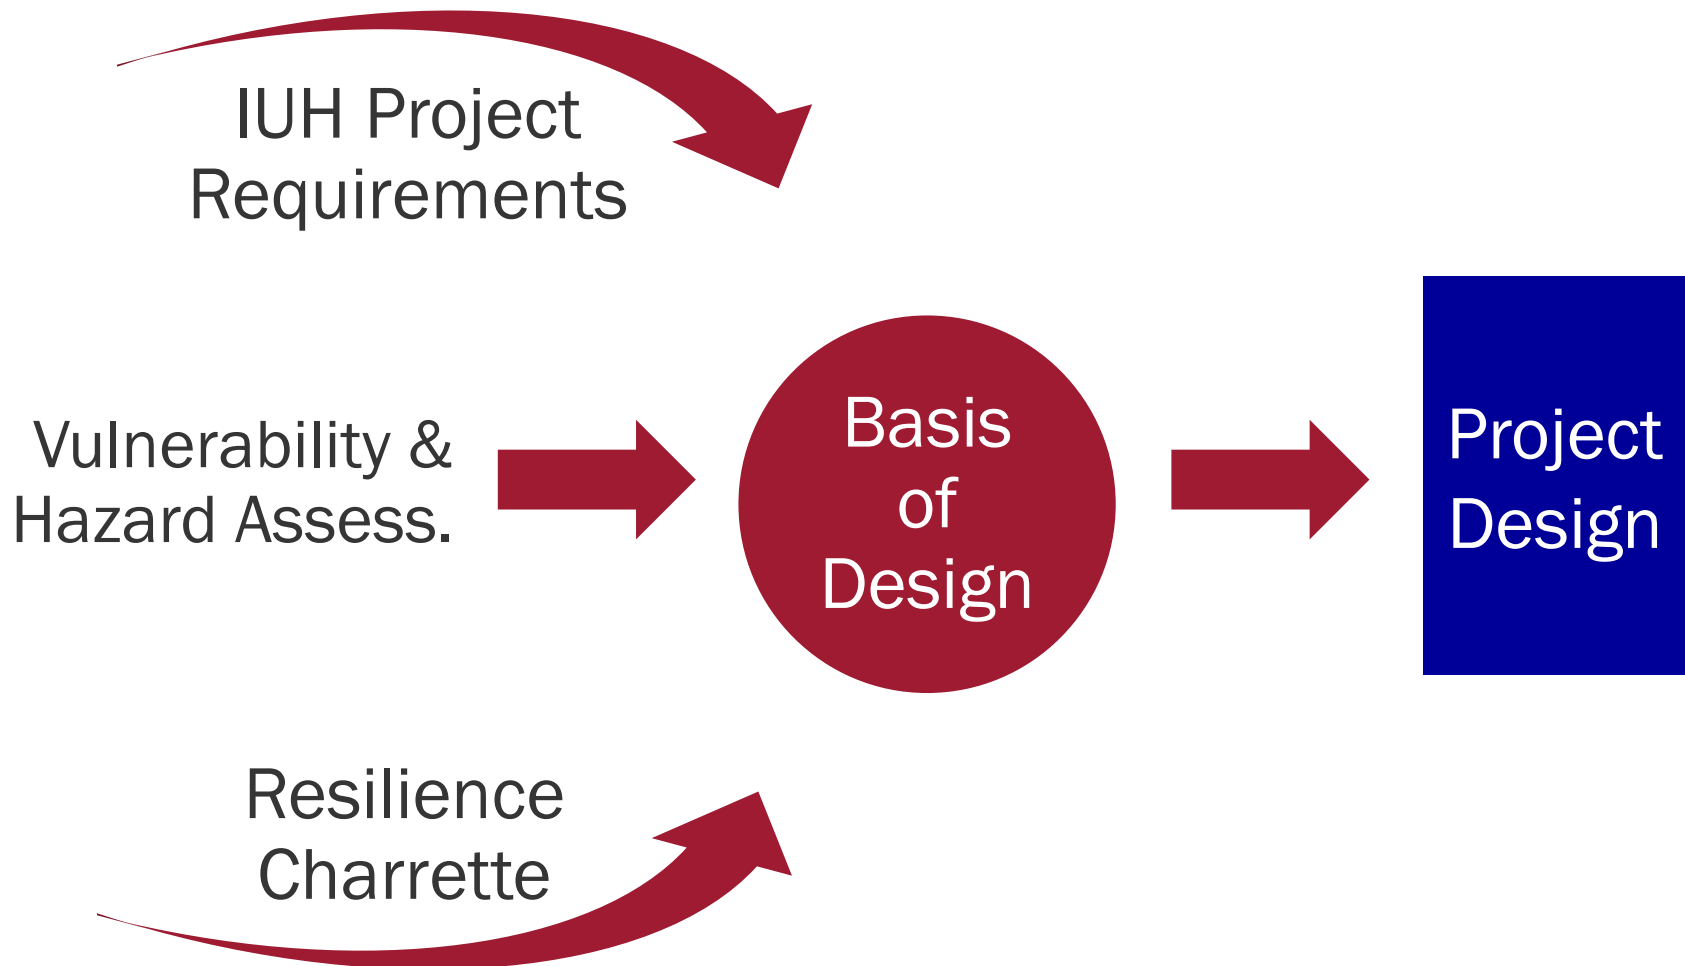 IUH Project
Requirements
Vulnerability &
Hazard Assess.
Basis
of
Design
Project
Design
Resilience
Charrette